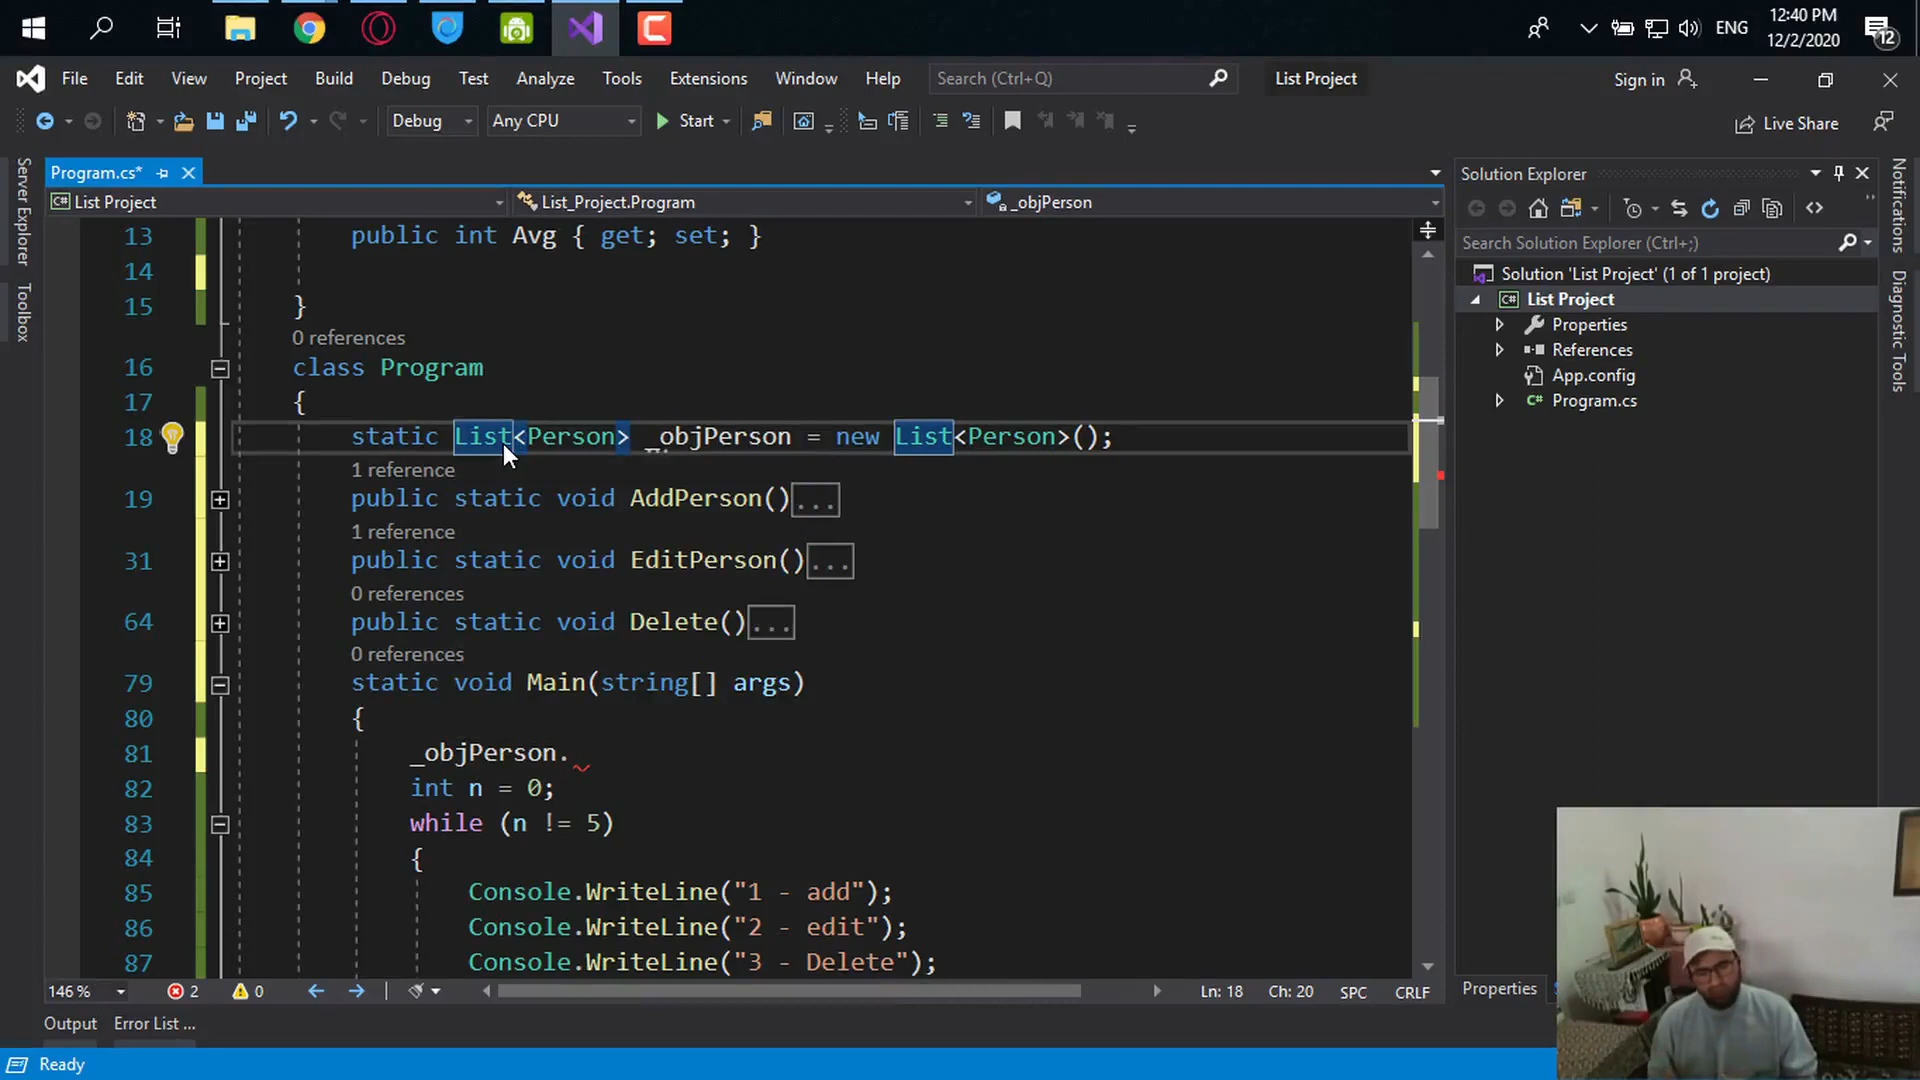 ENG
12:40 PM
12/2/2020
12
File Edit View Project Build Debug Test Analyze Tools Extensions Window Help
Search (Ctrl+Q)
List Project
Sign in
Debug
Any CPU
Start
Live Share
Server Explorer
Toolbox
Program.cs*
List Project
List_Project.Program
_objPerson
13 public int Avg { get; set; }
14
15 }
0 references
16 class Program
17 {
18 static List<Person> _objPerson = new List<Person>();
1 reference
19 public static void AddPerson()...
1 reference
31 public static void EditPerson()...
0 references
64 public static void Delete()...
0 references
79 static void Main(string[] args)
80 {
81 _objPerson.
82 int n = 0;
83 while (n != 5)
84 {
85 Console.WriteLine("1 - add");
86 Console.WriteLine("2 - edit");
87 Console.WriteLine("3 - Delete");
146 %
2
0
Ln: 18
Ch: 20
SPC
CRLF
Output
Error List ...
Ready
Solution Explorer
Search Solution Explorer (Ctrl+;)
Solution 'List Project' (1 of 1 project)
List Project
Properties
References
App.config
Program.cs
Properties
Notifications
Diagnostic Tools